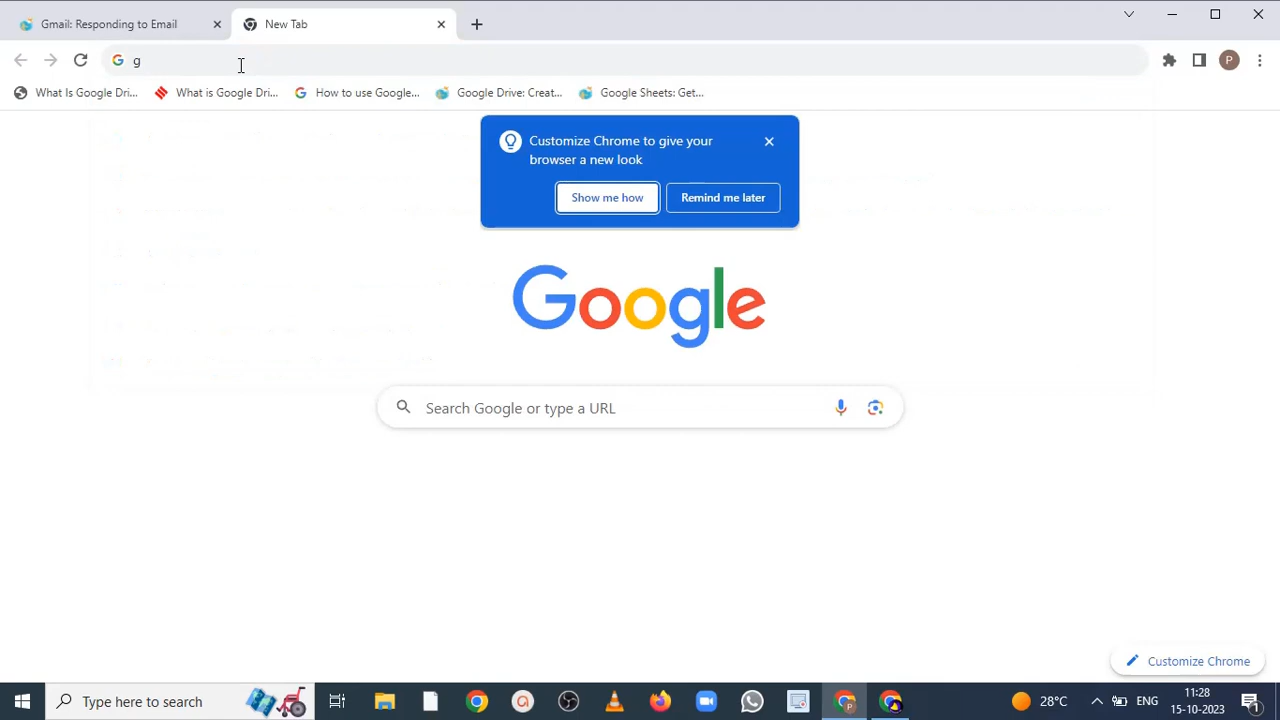 Gmail: Responding to Email
New Tab
g
What Is Google Dri...
What is Google Dri...
How to use Google...
Google Drive: Creat...
Google Sheets: Get...
P
Customize Chrome to give your
browser a new look
Show me how
Remind me later
Google
Search Google or type a URL
Customize Chrome
Type here to search
28°C
ENG
11:28
15-10-2023
1